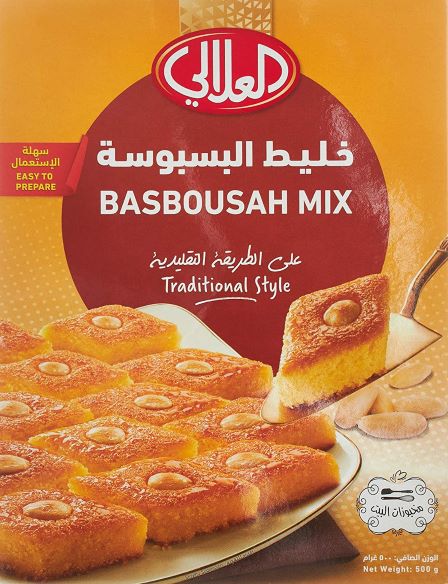 العلالي
سهلة
الإستعمال
EASY TO
PREPARE
خليط البسبوسة
BASBOUSAH MIX
على الطريقة التقليدية
Traditional Style
مخبوزات البيت
الوزن الصافي: ٥٠٠ غرام
Net Weight: 500 g